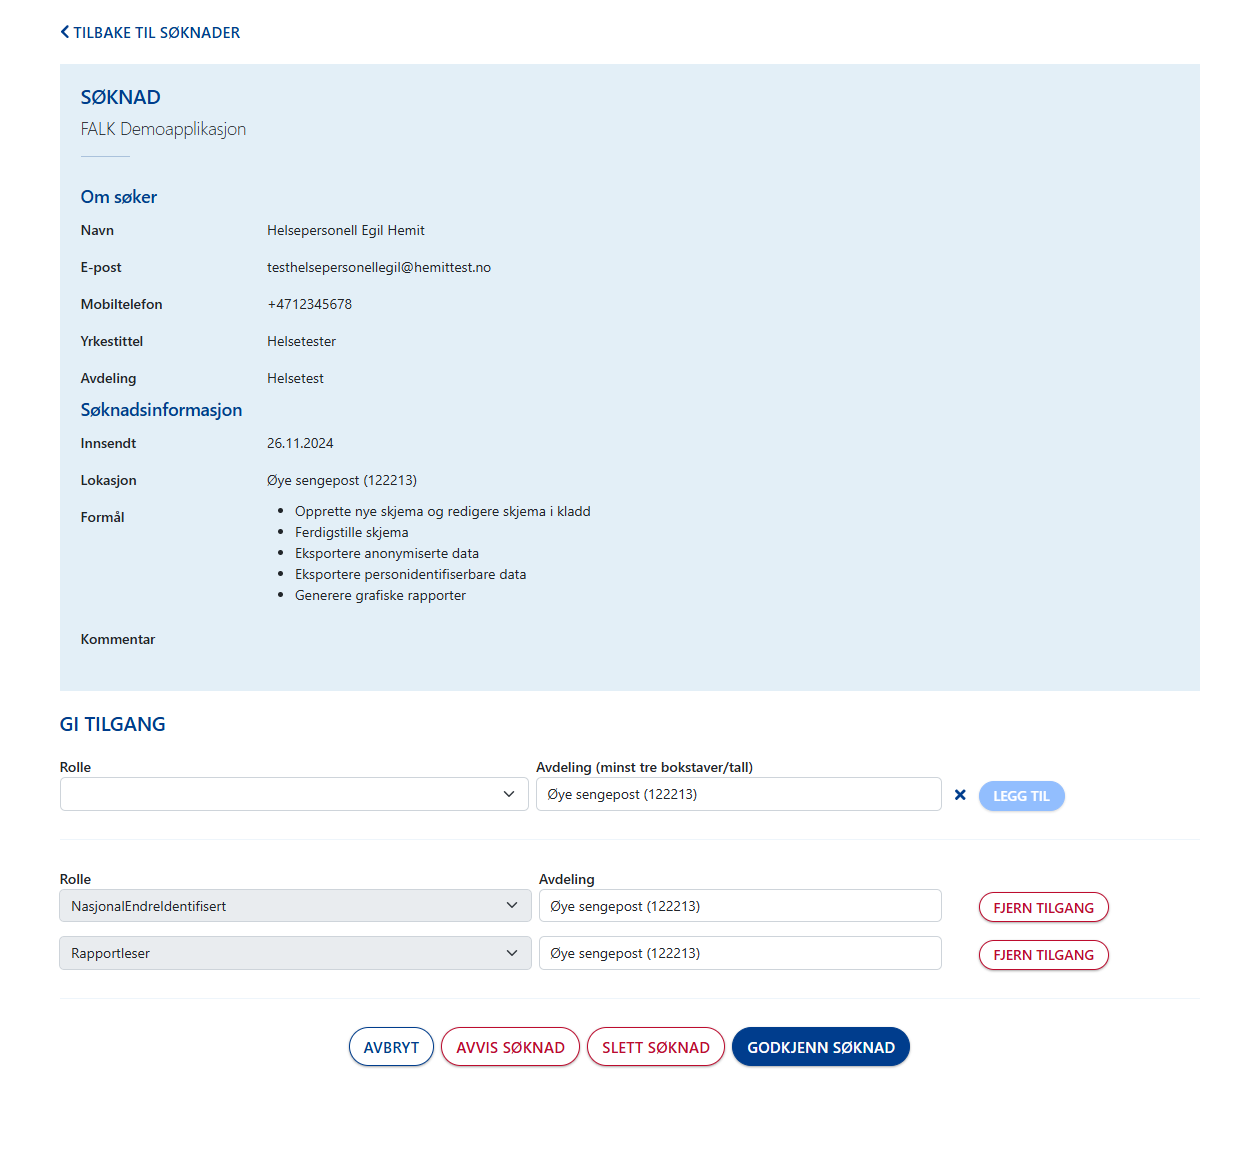 TILBAKE TIL SØKNADER
SØKNAD
FALK Demoapplikasjon
Om søker
Navn Helsepersonell Egil Hemit
E-post testhelsepersonellegil@hemittest.no
Mobiltelefon +4712345678
Yrkestittel Helsetester
Avdeling Helsetest
Søknadsinformasjon
Innsendt 26.11.2024
Lokasjon Øye sengepost (122213)
Formål
• Opprette nye skjema og redigere skjema i kladd
• Ferdigstille skjema
• Eksportere anonymiserte data
• Eksportere personidentifiserbare data
• Generere grafiske rapporter
Kommentar
GI TILGANG
Rolle Avdeling (minst tre bokstaver/tall)
Øye sengepost (122213) LEGG TIL
Rolle Avdeling
NasjonalEndreIdentifisert Øye sengepost (122213) FJERN TILGANG
Rapportleser Øye sengepost (122213) FJERN TILGANG
AVBRYT AVVIS SØKNAD SLETT SØKNAD GODKJENN SØKNAD